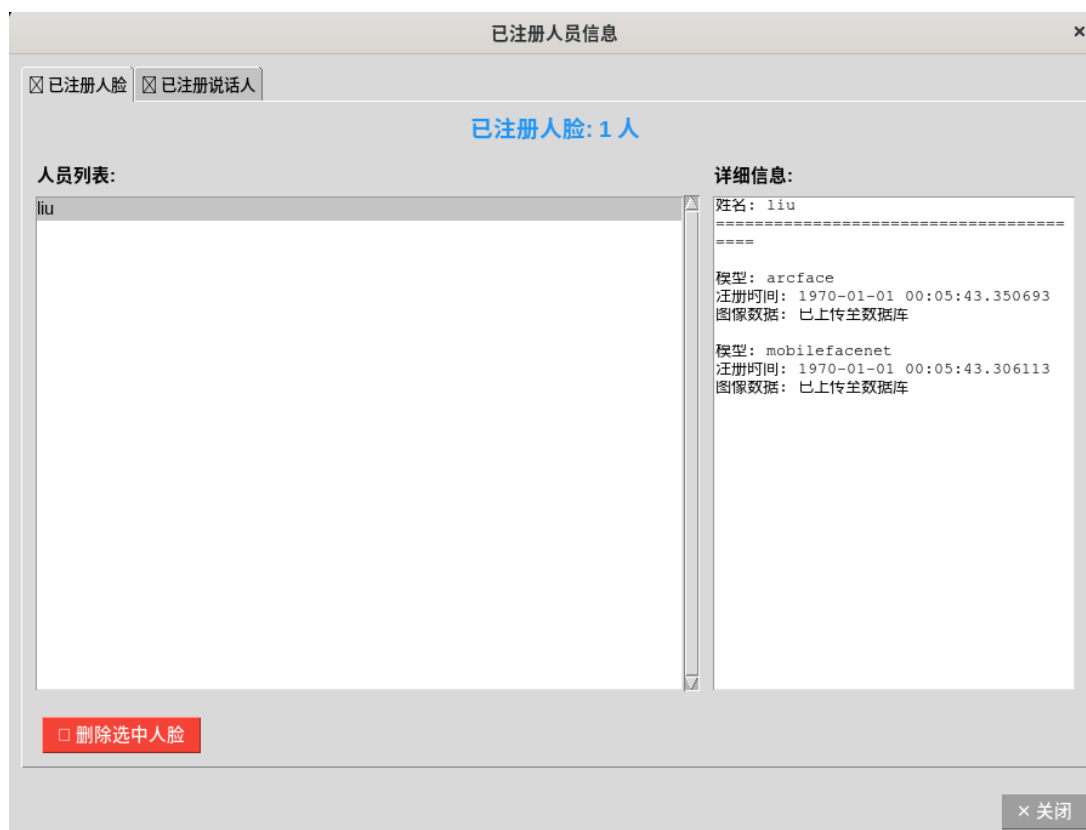 已注册人员信息 ×
已注册人脸 已注册说话人
已注册人脸: 1 人
人员列表:
liu
详细信息:
姓名: liu
====================================
====
模型: arcface
注册时间: 1970-01-01 00:05:43.350693
图像数据: 已上传至数据库
模型: mobilefacenet
注册时间: 1970-01-01 00:05:43.306113
图像数据: 已上传至数据库
删除选中人脸
× 关闭